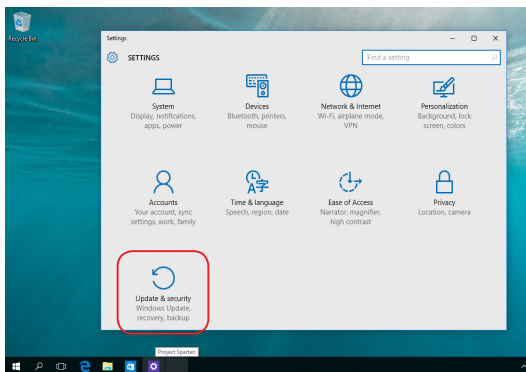 Recycle Bin
Settings
SETTINGS
Find a setting
System
Display, notifications,
apps, power
Devices
Bluetooth, printers,
mouse
Network & Internet
Wi-Fi, airplane mode,
VPN
Personalization
Background, lock
screen, colors
Accounts
Your account, sync
settings, work, family
Time & language
Speech, region, date
Ease of Access
Narrator, magnifier,
high contrast
Privacy
Location, camera
Update & security
Windows Update,
recovery, backup
Project Spartan